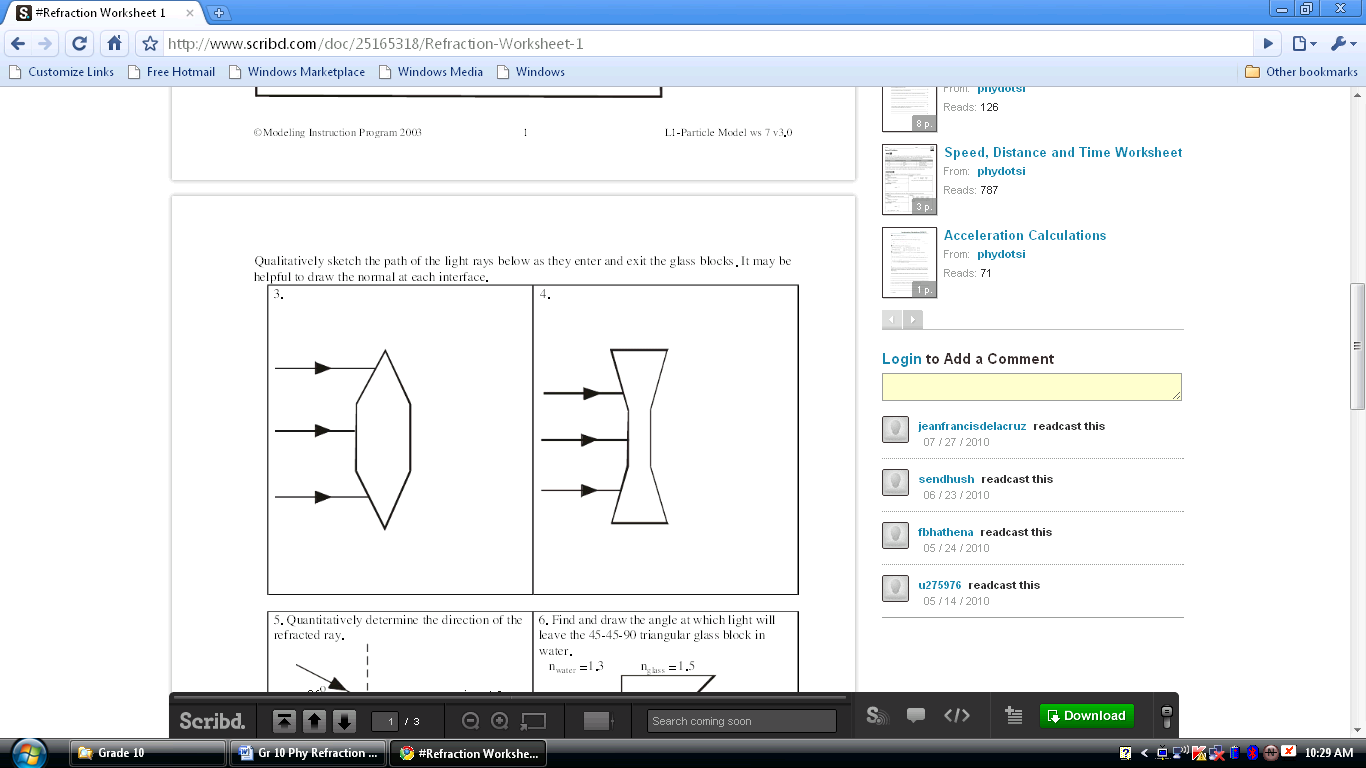 #Refraction Worksheet 1
http://www.scribd.com/doc/25165318/Refraction-Worksheet-1
Customize Links
Free Hotmail
Windows Marketplace
Windows Media
Windows
Other bookmarks
©Modeling Instruction Program 2003
1
L1-Particle Model ws 7 v3.0
Qualitatively sketch the path of the light rays below as they enter and exit the glass blocks. It may be
helpful to draw the normal at each interface.
3.
4.
5. Quantitatively determine the direction of the
refracted ray.
6. Find and draw the angle at which light will
leave the 45-45-90 triangular glass block in
water.
nwater =1.3 nglass =1.5
From: phydotsi
Reads: 126
8 p.
Speed, Distance and Time Worksheet
From: phydotsi
Reads: 787
3 p.
Acceleration Calculations
From: phydotsi
Reads: 71
1 p.
Login to Add a Comment
jeanfrancisdelacruz readcast this
07 / 27 / 2010
sendhush readcast this
06 / 23 / 2010
fbhathena readcast this
05 / 24 / 2010
u275976 readcast this
05 / 14 / 2010
Scribd.
1 / 3
Search coming soon
Download
Grade 10
Gr 10 Phy Refraction ...
#Refraction Workshe...
10:29 AM